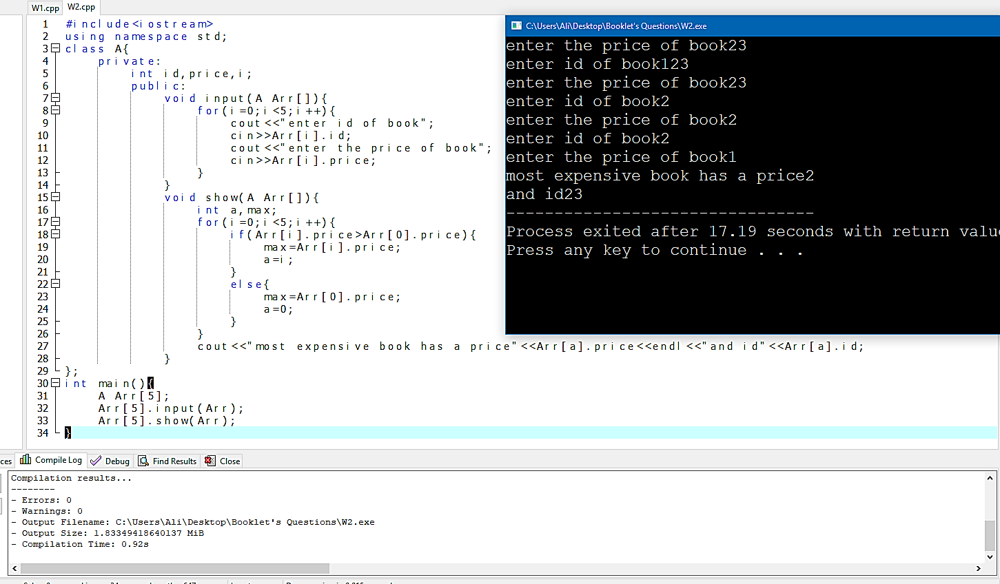 W1.cpp W2.cpp
1 #include<iostream>
2 using namespace std;
3 class A{
4 private:
5 int id,price,i;
6 public:
7 void input(A Arr[]){
8 for(i=0;i<5;i++){
9 cout<<"enter id of book";
10 cin>>Arr[i].id;
11 cout<<"enter the price of book";
12 cin>>Arr[i].price;
13 }
14 }
15 void show(A Arr[]){
16 int a,max;
17 for(i=0;i<5;i++){
18 if(Arr[i].price>Arr[0].price){
19 max=Arr[i].price;
20 a=i;
21 }
22 else{
23 max=Arr[0].price;
24 a=0;
25 }
26 }
27 cout<<"most expensive book has a price"<<Arr[a].price<<endl<<"and id"<<Arr[a].id;
28 }
29 };
30 int main(){
31 A Arr[5];
32 Arr[5].input(Arr);
33 Arr[5].show(Arr);
34 }
C:\Users\Ali\Desktop\Booklet's Questions\W2.exe
enter the price of book23
enter id of book123
enter the price of book23
enter id of book2
enter the price of book2
enter id of book2
enter the price of book1
most expensive book has a price2
and id23
--------------------------------
Process exited after 17.19 seconds with return valu
Press any key to continue . . .
ces Compile Log Debug Find Results Close
Compilation results...
--------
- Errors: 0
- Warnings: 0
- Output Filename: C:\Users\Ali\Desktop\Booklet's Questions\W2.exe
- Output Size: 1.83349418640137 MiB
- Compilation Time: 0.92s